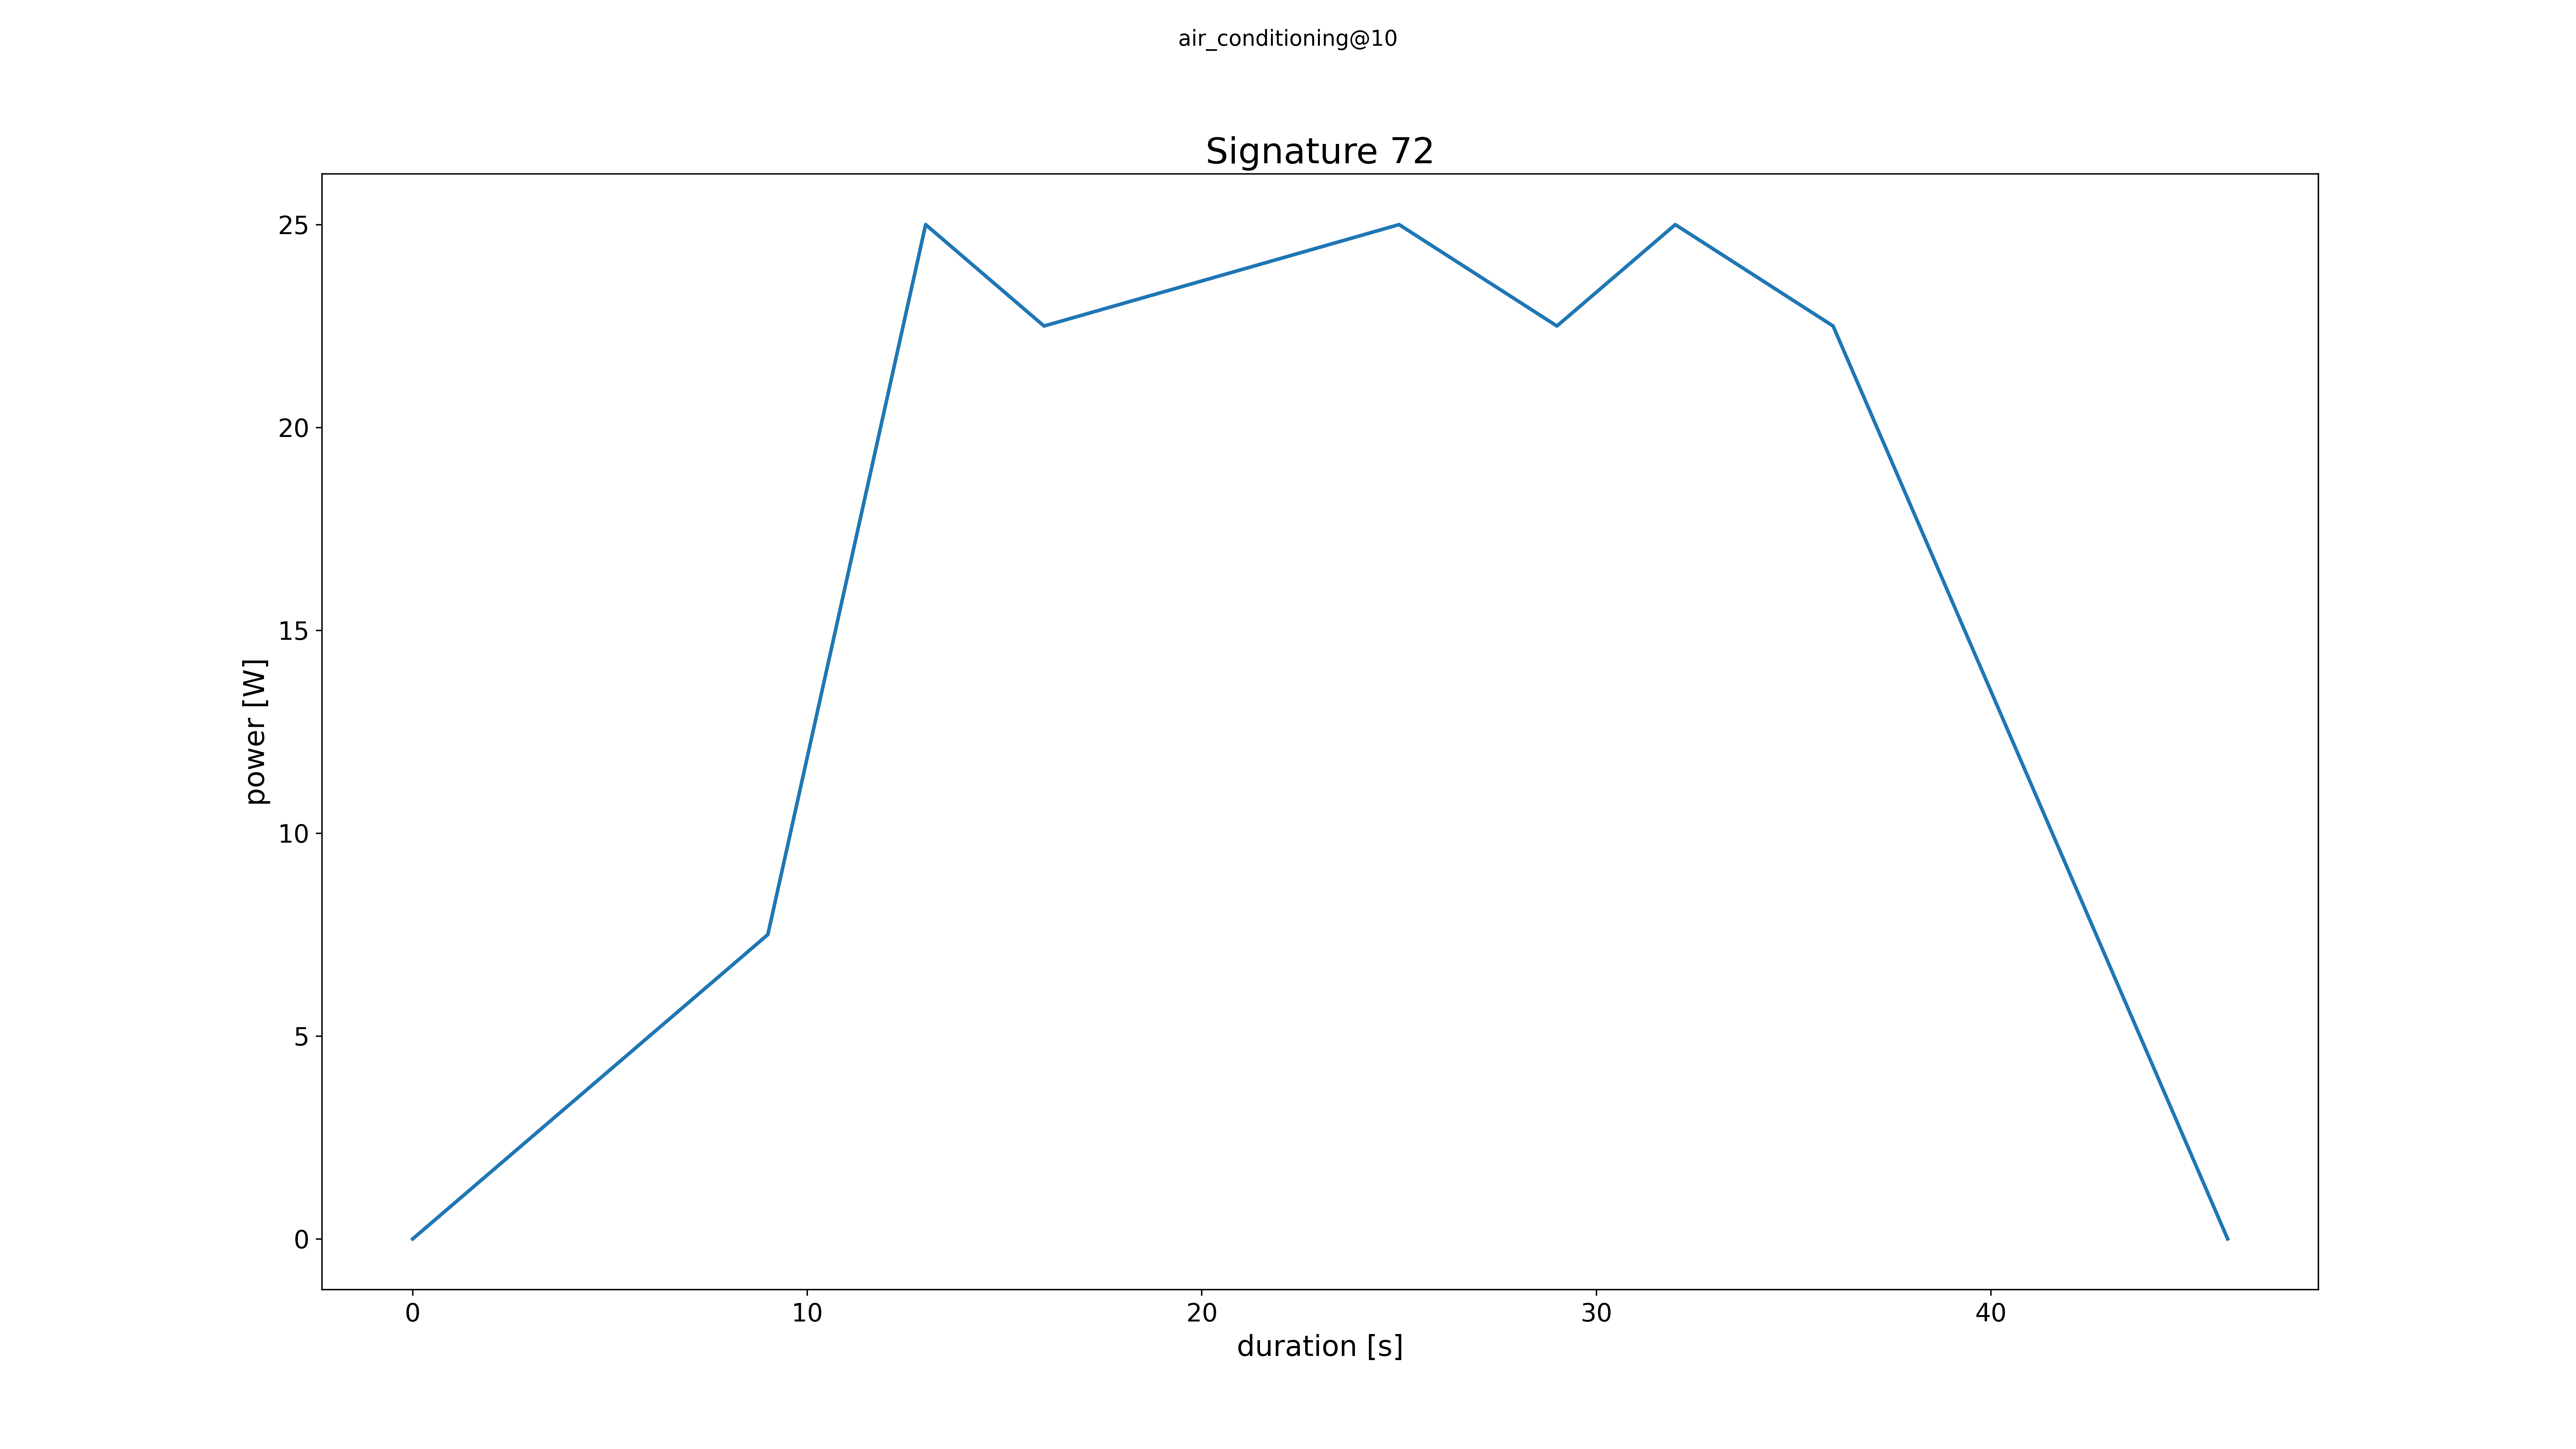 air_conditioning@10
Signature 72
25
20
15
10
5
0
power [W]
0 10 20 30 40
duration [s]